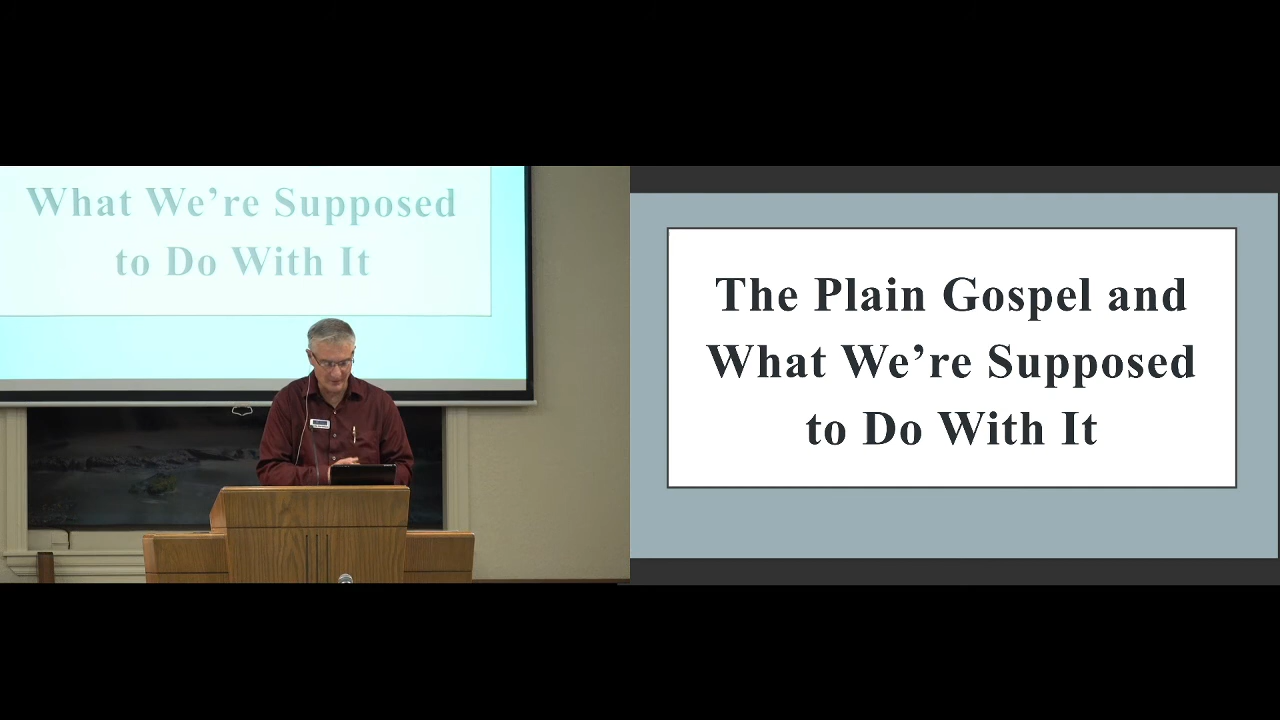 What We’re Supposed
to Do With It
The Plain Gospel and
What We’re Supposed
to Do With It